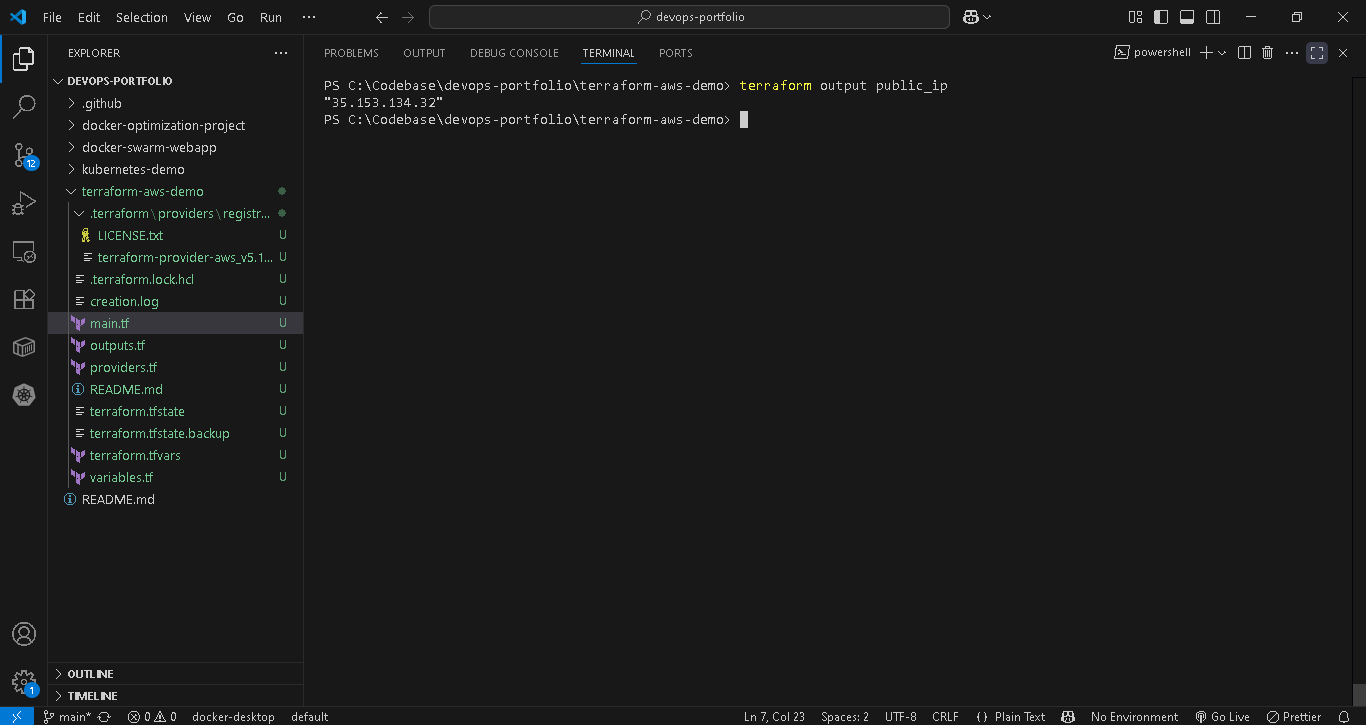 File Edit Selection View Go Run ··· devops-portfolio
EXPLORER ···
DEVOPS-PORTFOLIO
.github
docker-optimization-project
docker-swarm-webapp
12
kubernetes-demo
terraform-aws-demo
.terraform\providers\registr...
LICENSE.txt U
terraform-provider-aws_v5.1... U
.terraform.lock.hcl U
creation.log U
main.tf U
outputs.tf U
providers.tf U
README.md U
terraform.tfstate U
terraform.tfstate.backup U
terraform.tfvars U
variables.tf U
README.md
OUTLINE
1
TIMELINE
PROBLEMS OUTPUT DEBUG CONSOLE TERMINAL PORTS powershell ···
PS C:\Codebase\devops-portfolio\terraform-aws-demo> terraform output public_ip
"35.153.134.32"
PS C:\Codebase\devops-portfolio\terraform-aws-demo>
main* 0 0 docker-desktop default Ln 7, Col 23 Spaces: 2 UTF-8 CRLF {} Plain Text No Environment Go Live Prettier